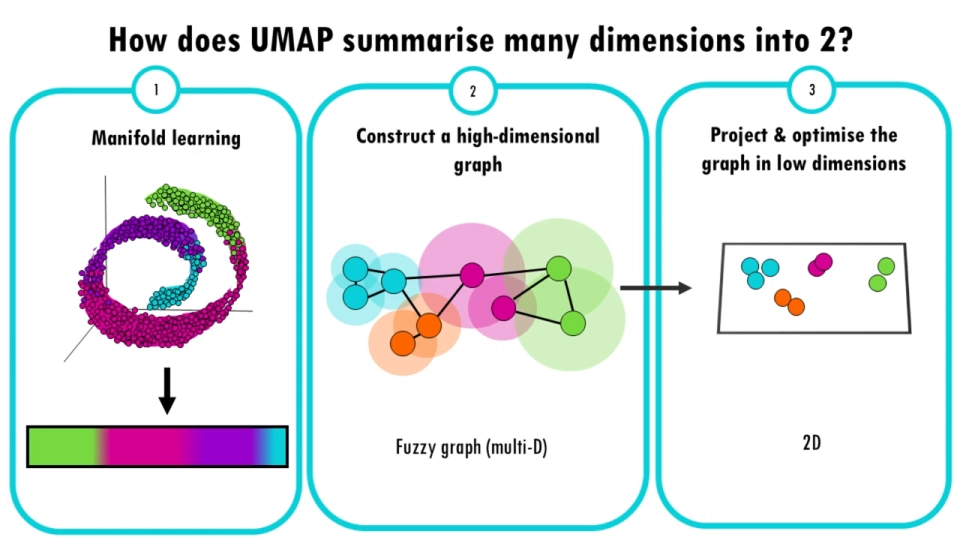 How does UMAP summarise many dimensions into 2?
1
Manifold learning
2
Construct a high-dimensional
graph
Fuzzy graph (multi-D)
3
Project & optimise the
graph in low dimensions
2D